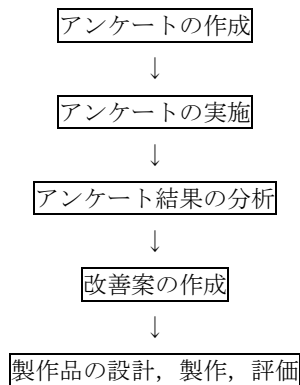 アンケートの作成
↓
アンケートの実施
↓
アンケート結果の分析
↓
改善案の作成
↓
製作品の設計，製作，評価